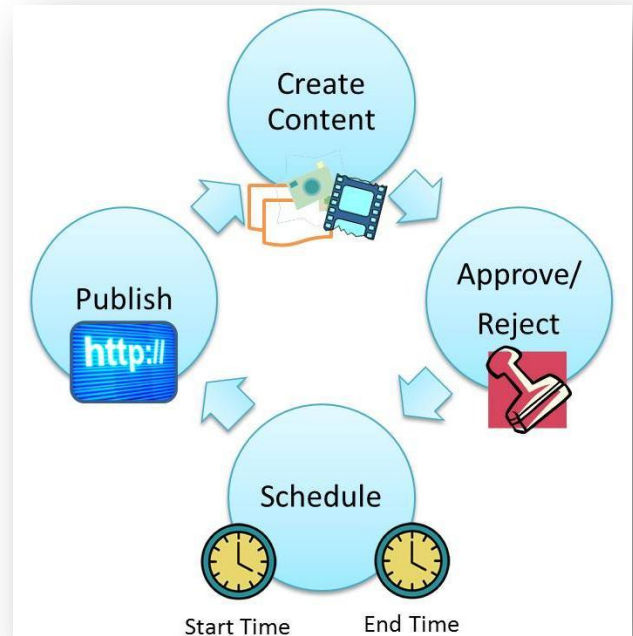 Create
Content
Approve/
Reject
Schedule
Start Time
End Time
Publish
http://